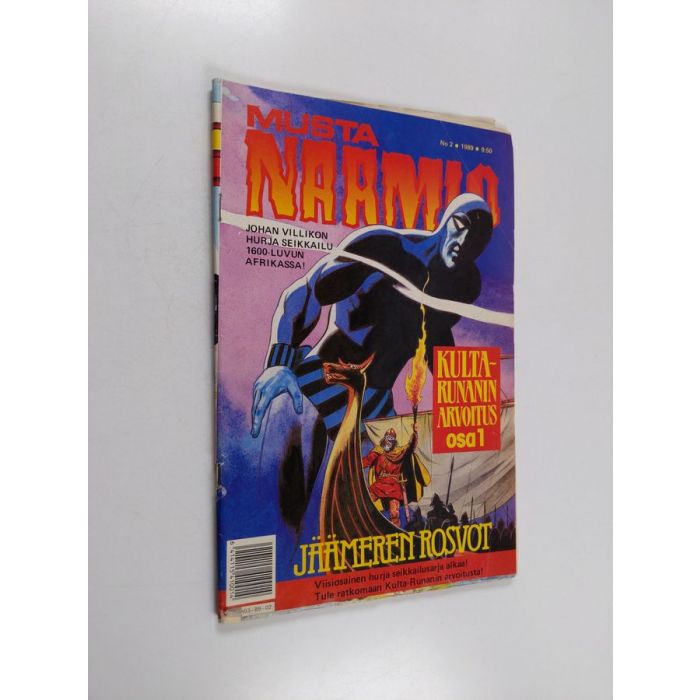 MUSTA
NAAMIO
No 2 • 1989 • 9:50
JOHAN VILLIKON
HURJA SEIKKAILU
1600-LUVUN
AFRIKASSA!
KULTA-
RUNANIN
ARVOITUS
osa 1
JÄÄMEREN ROSVOT
Viisiosainen hurja seikkailusarja alkaa!
Tule ratkomaan Kulta-Runanin arvoitusta!